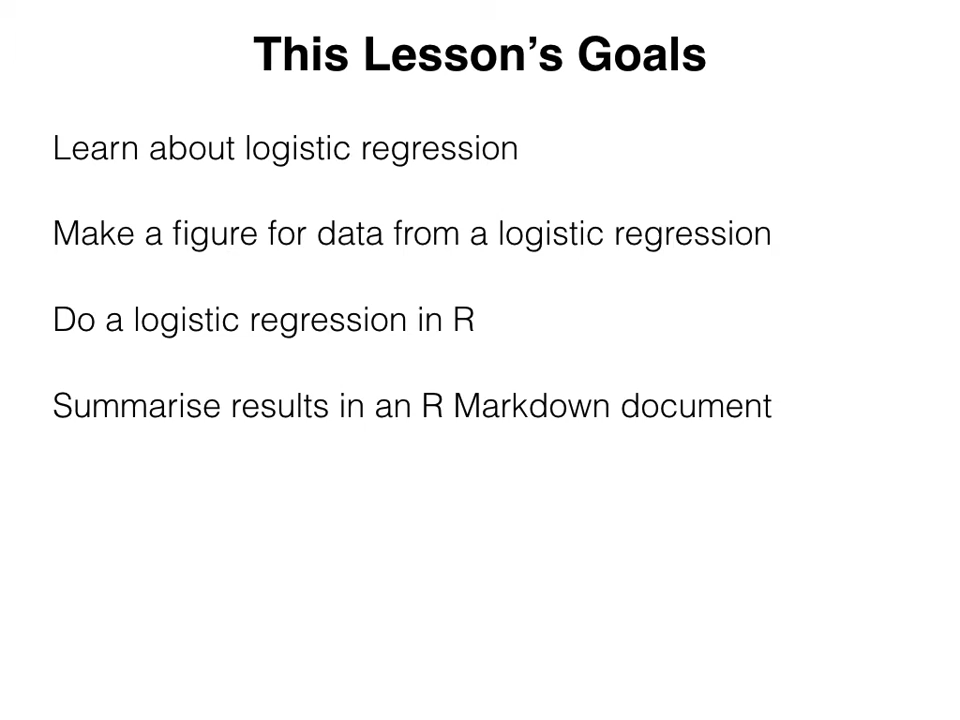 This Lesson’s Goals
Learn about logistic regression
Make a figure for data from a logistic regression
Do a logistic regression in R
Summarise results in an R Markdown document